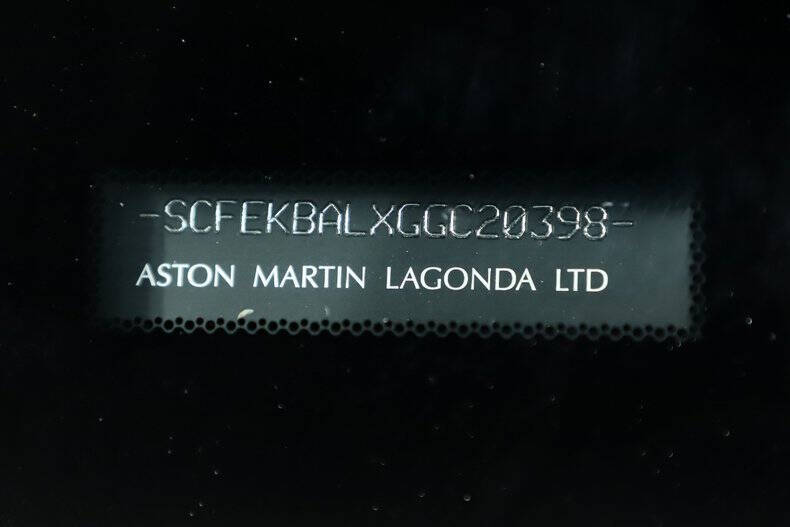 -SCFEKBALXGGC20398-
ASTON MARTIN LAGONDA LTD